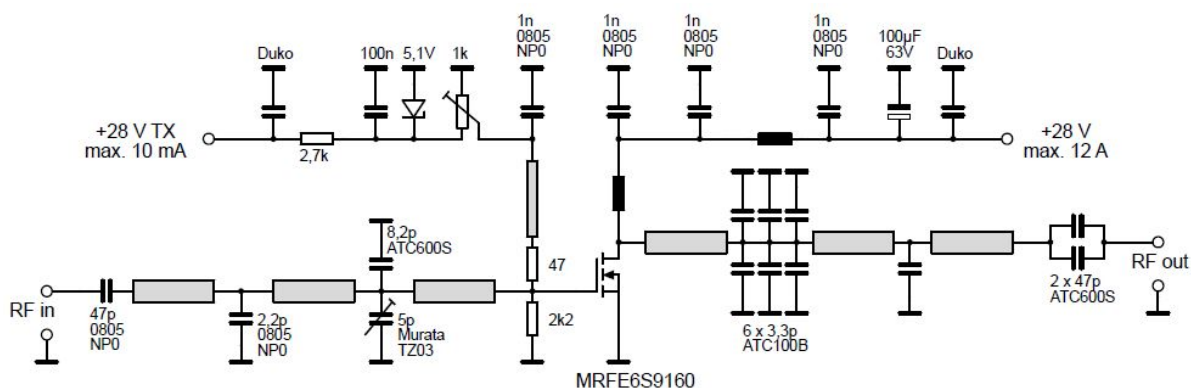 1n
0805
NP0
1n
0805
NP0
1n
0805
NP0
1n
0805
NP0
100µF
63V
Duko
100n
5,1V
1k
Duko
+28 V TX
max. 10 mA
2,7k
+28 V
max. 12 A
8,2p
ATC600S
47
RF in
47p
0805
NP0
2,2p
0805
NP0
5p
Murata
TZ03
2k2
6 x 3,3p
ATC100B
2 x 47p
ATC600S
RF out
MRFE6S9160